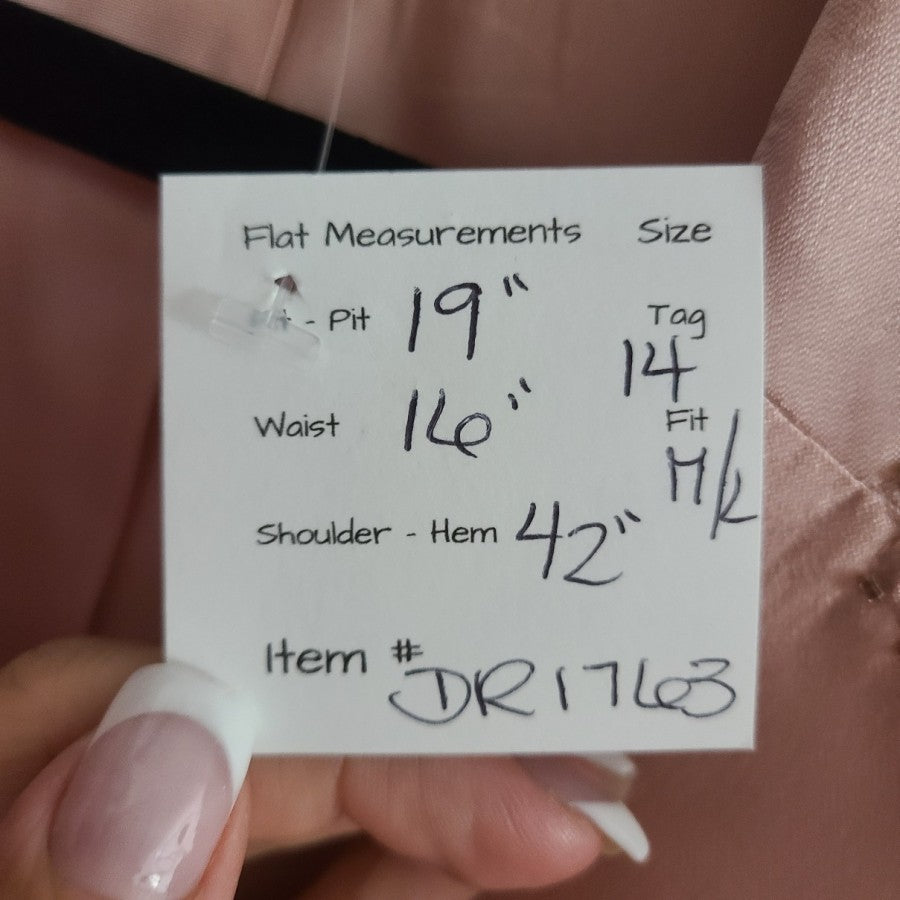 Flat Measurements Size
- Pit 19"
Tag
14
Waist 16"
Fit
M/L
Shoulder - Hem 42"
Item # DR1763